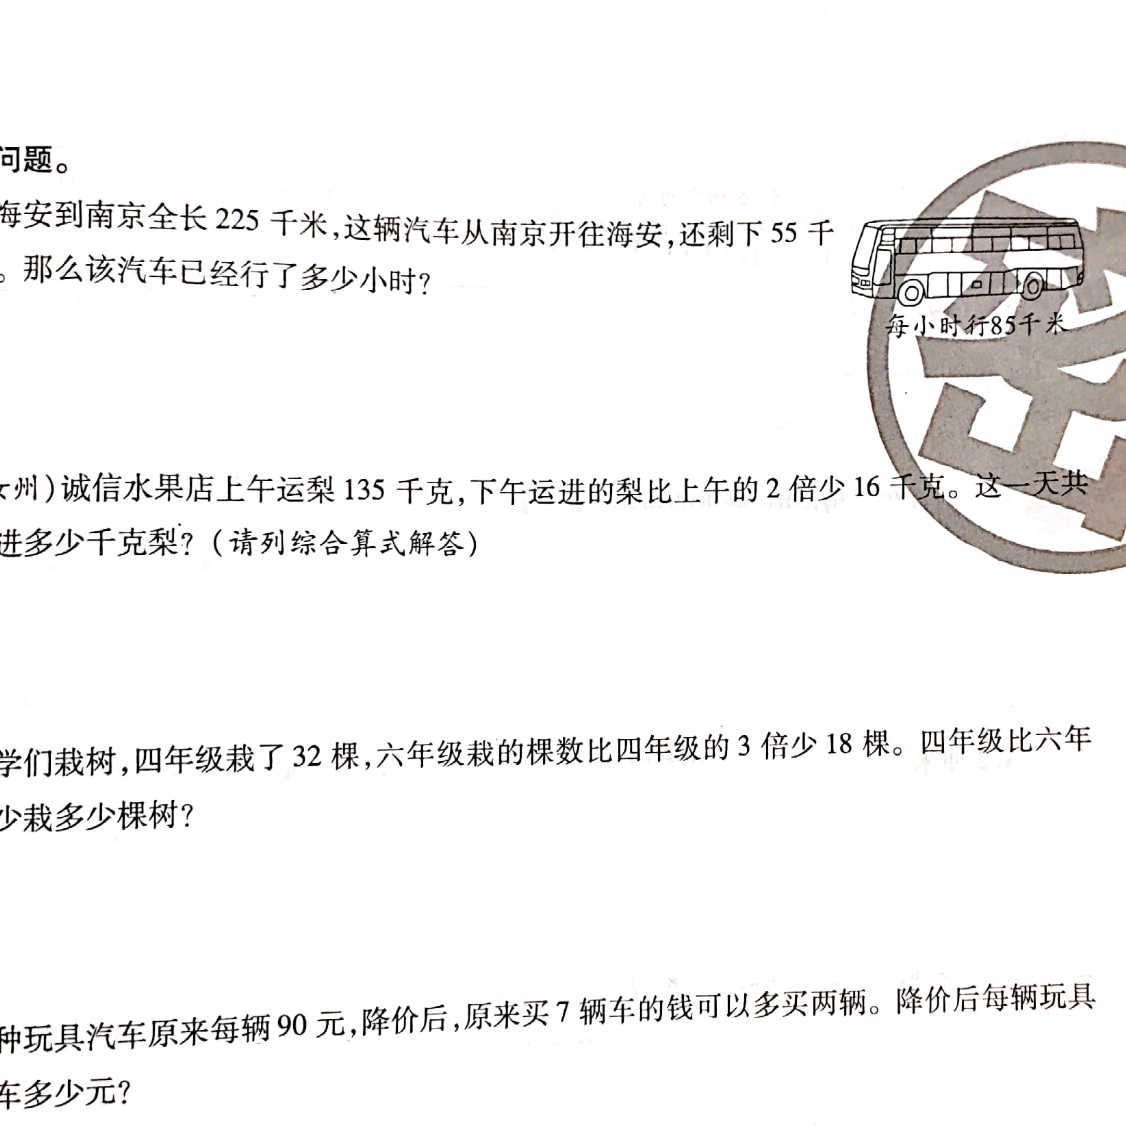 问题。
海安到南京全长 225 千米,这辆汽车从南京开往海安,还剩下 55 千
。那么该汽车已经行了多少小时?
每小时行85千米
州)诚信水果店上午运梨 135 千克,下午运进的梨比上午的 2 倍少 16 千克。这一天共
进多少千克梨?(请列综合算式解答)
学们栽树,四年级栽了 32 棵,六年级栽的棵数比四年级的 3 倍少 18 棵。四年级比六年
少栽多少棵树?
种玩具汽车原来每辆 90 元,降价后,原来买 7 辆车的钱可以多买两辆。降价后每辆玩具
车多少元?